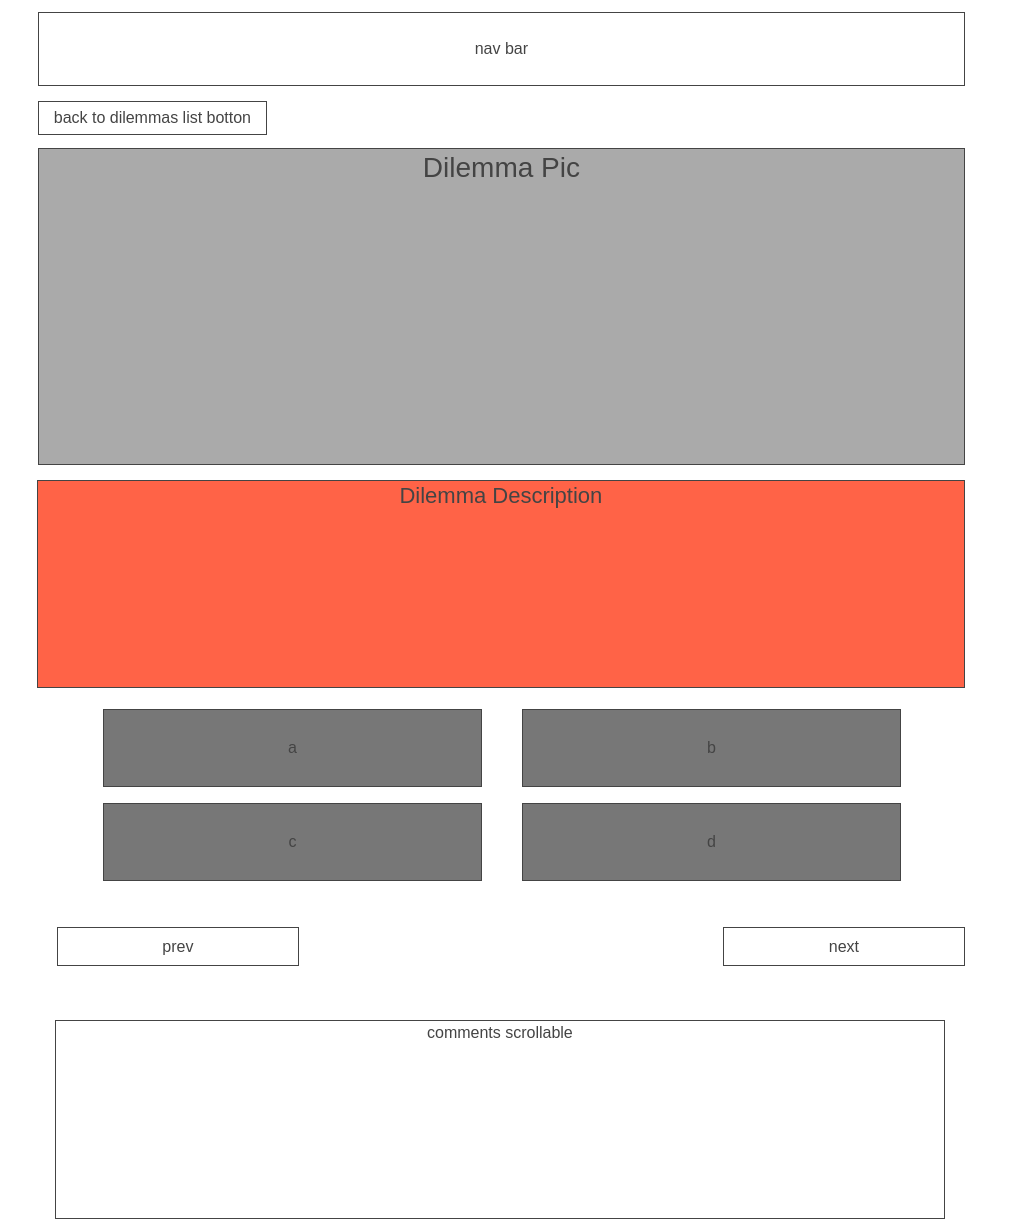 nav bar
back to dilemmas list botton
Dilemma Pic
Dilemma Description
a
b
c
d
prev
next
comments scrollable